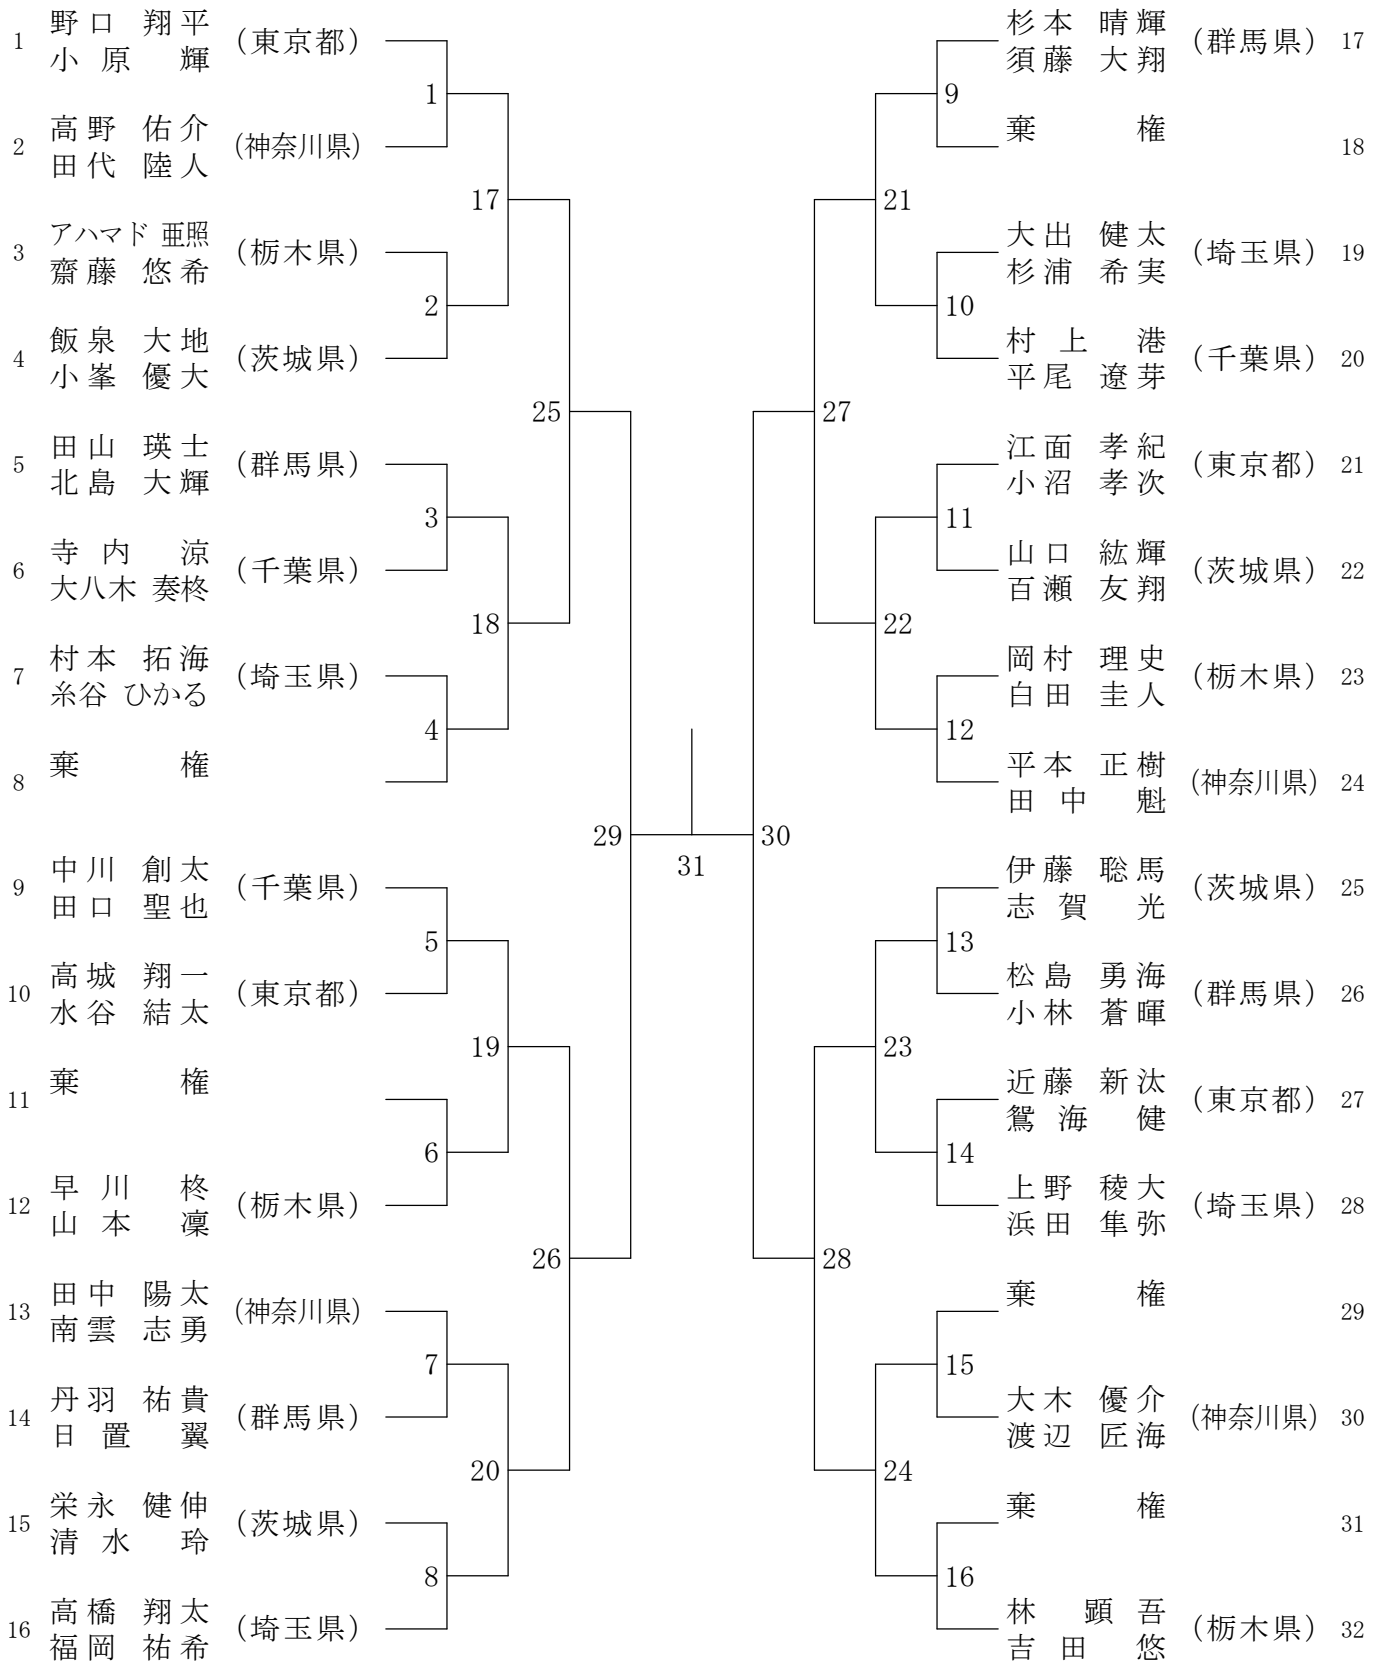 1 野口 翔平 (東京都)
小原 輝
1
2 高野 佑介 (神奈川県)
田代 陸人
17
3 アハマド 亜照 (栃木県)
齋藤 悠希
2
4 飯泉 大地 (茨城県)
小峯 優大
25
5 田山 瑛士 (群馬県)
北島 大輝
3
6 寺内 涼 (千葉県)
大八木 奏柊
18
7 村本 拓海 (埼玉県)
糸谷 ひかる
4
8 棄権
29
9 中川 創太 (千葉県)
田口 聖也
5
10 高城 翔一 (東京都)
水谷 結太
19
11 棄権
6
12 早川 柊 (栃木県)
山本 凜
26
13 田中 陽太 (神奈川県)
南雲 志勇
7
14 丹羽 祐貴 (群馬県)
日置 翼
20
15 栄永 健伸 (茨城県)
清水 玲
8
16 高橋 翔太 (埼玉県)
福岡 祐希
31
杉本 晴輝 (群馬県) 17
須藤 大翔
9
棄権 18
21
大出 健太 (埼玉県) 19
杉浦 希実
10
村上 港 (千葉県) 20
平尾 遼芽
27
江面 孝紀 (東京都) 21
小沼 孝次
11
山口 紘輝 (茨城県) 22
百瀬 友翔
22
岡村 理史 (栃木県) 23
白田 圭人
12
平本 正樹 (神奈川県) 24
田中 魁
30
伊藤 聡馬 (茨城県) 25
志賀 光
13
松島 勇海 (群馬県) 26
小林 蒼暉
23
近藤 新汰 (東京都) 27
鴛海 健
14
上野 稜大 (埼玉県) 28
浜田 隼弥
28
棄権 29
15
大木 優介 (神奈川県) 30
渡辺 匠海
24
棄権 31
16
林 顕吾 (栃木県) 32
吉田 悠